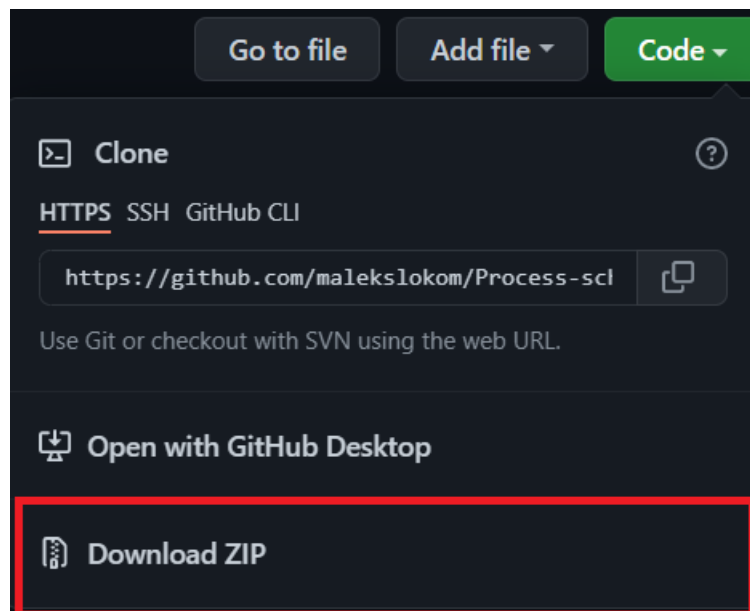 Go to file Add file Code
Clone
HTTPS SSH GitHub CLI
https://github.com/malekslokom/Process-sch
Use Git or checkout with SVN using the web URL.
Open with GitHub Desktop
Download ZIP